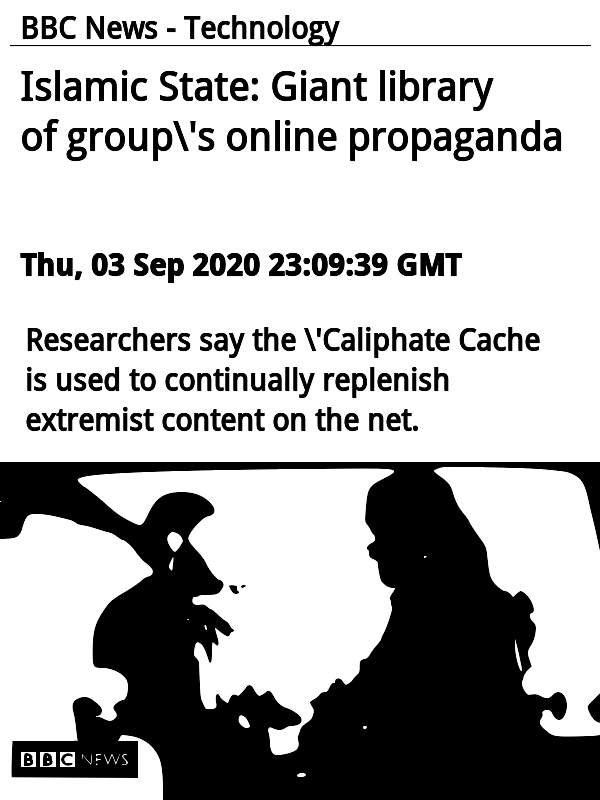 BBC News - Technology
Islamic State: Giant library
of group\'s online propaganda
Thu, 03 Sep 2020 23:09:39 GMT
Researchers say the \'Caliphate Cache
is used to continually replenish
extremist content on the net.
BBC NEWS